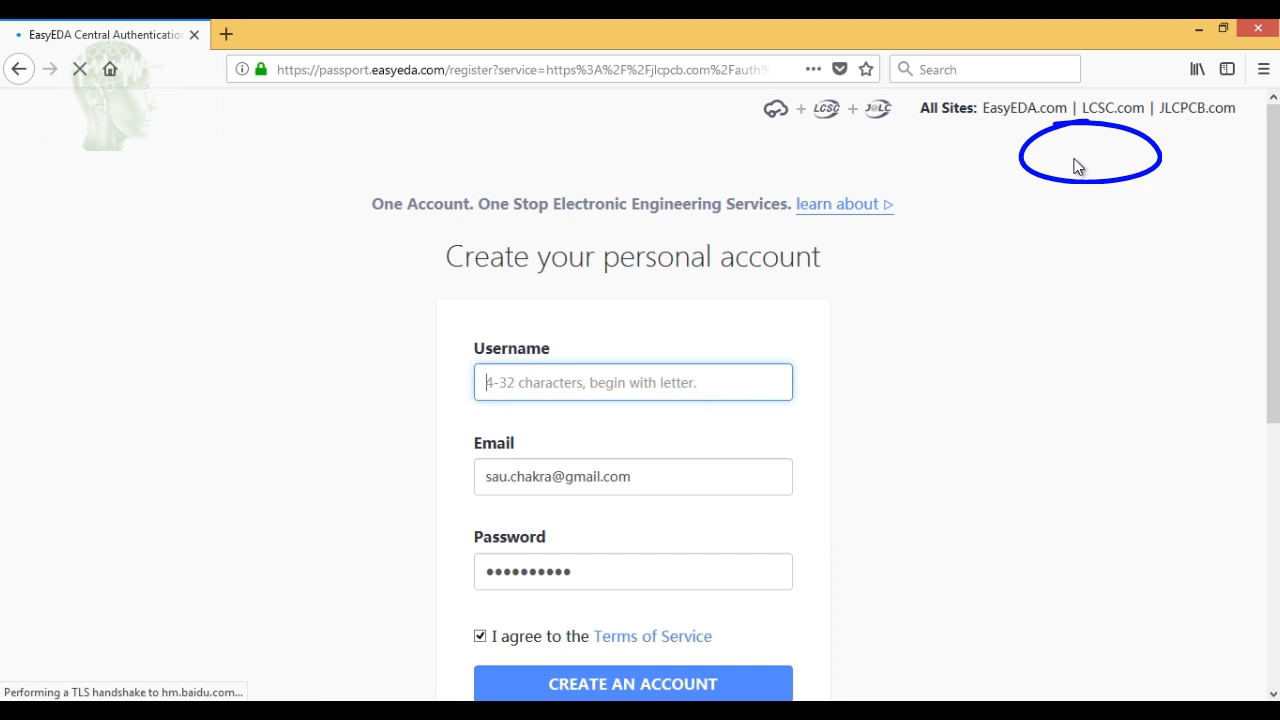 EasyEDA Central Authentication
https://passport.easyeda.com/register?service=https%3A%2F%2Fjlcpcb.com%2Fauth%
Search
+ LCSC + J@LC All Sites: EasyEDA.com | LCSC.com | JLCPCB.com
One Account. One Stop Electronic Engineering Services. learn about ▷
Create your personal account
Username
4-32 characters, begin with letter.
Email
sau.chakra@gmail.com
Password
••••••••••
I agree to the Terms of Service
CREATE AN ACCOUNT
Performing a TLS handshake to hm.baidu.com...